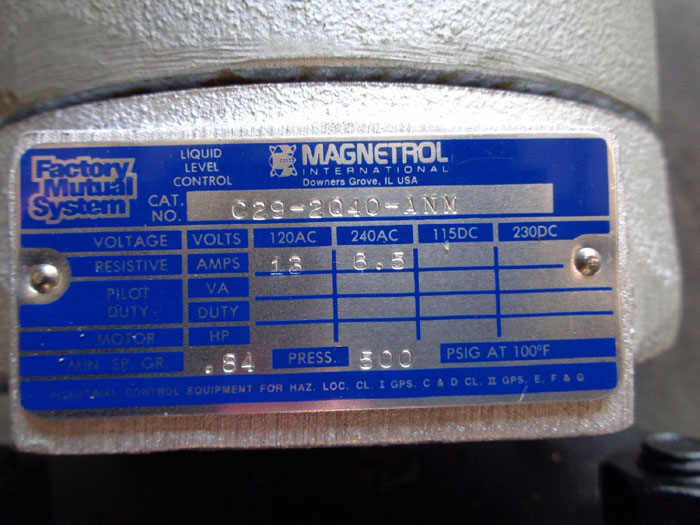 Factory Mutual System
LIQUID LEVEL CONTROL
MAGNETROL
INTERNATIONAL
Downers Grove, IL USA
CAT. NO. C29-2Q40-ANM
VOLTAGE VOLTS 120AC 240AC 115DC 230DC
RESISTIVE AMPS 13 6.5
PILOT DUTY VA DUTY
MOTOR HP
MIN. SP. GR. .84 PRESS. 500 PSIG AT 100°F
INDUSTRIAL CONTROL EQUIPMENT FOR HAZ. LOC. CL. I GPS. C & D CL. II GPS. E, F & G